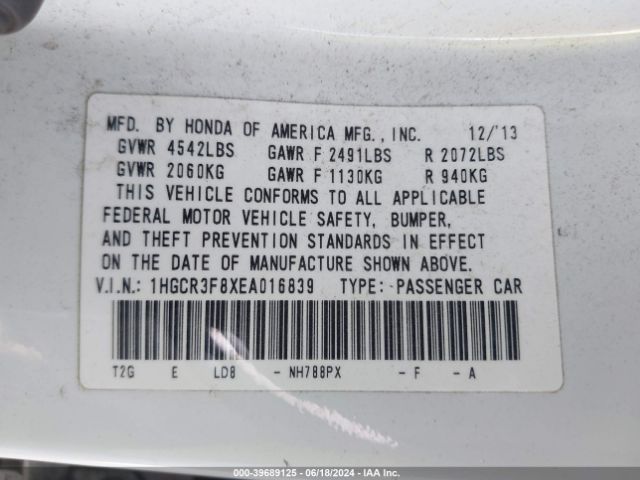 MFD. BY HONDA OF AMERICA MFG., INC. 12/'13
GVWR 4542LBS GAWR F 2491LBS R 2072LBS
GVWR 2060KG GAWR F 1130KG R 940KG
THIS VEHICLE CONFORMS TO ALL APPLICABLE
FEDERAL MOTOR VEHICLE SAFETY, BUMPER,
AND THEFT PREVENTION STANDARDS IN EFFECT
ON THE DATE OF MANUFACTURE SHOWN ABOVE.
V.I.N.: 1HGCR3F8XEA016839 TYPE: PASSENGER CAR
T2G E LD8 - NH788PX - F - A
000-39689125 - 06/18/2024 - IAA Inc.